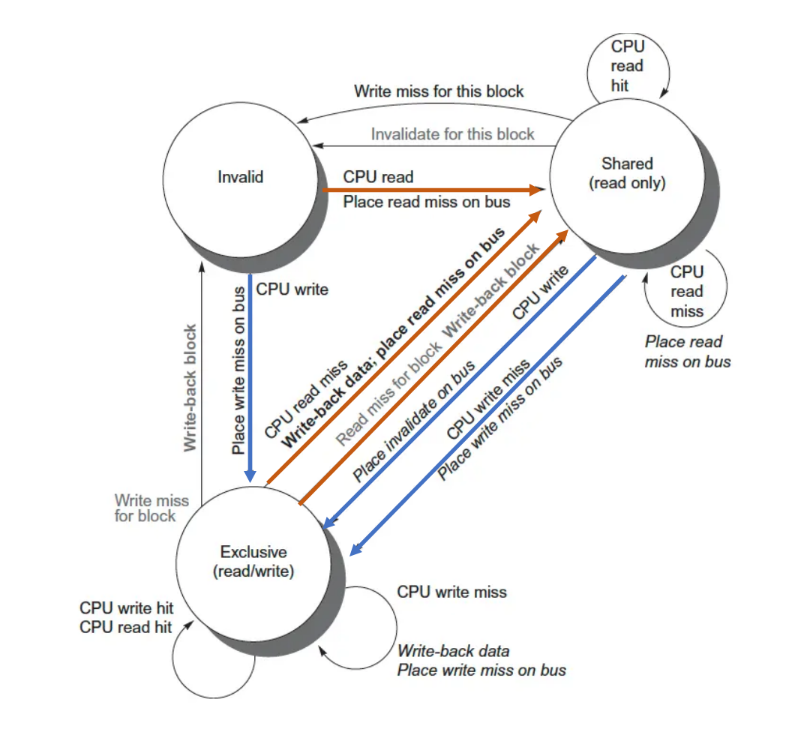 CPU
read
hit
Write miss for this block
Invalidate for this block
Invalid
Shared
(read only)
CPU read
Place read miss on bus
CPU write
Place write miss on bus
Write-back block
CPU read miss
Write-back data; place read miss on bus
Read miss for block Write-back block
CPU write
Place invalidate on bus
CPU write miss
Place write miss on bus
CPU
read
miss
Place read
miss on bus
Write miss
for block
Exclusive
(read/write)
CPU write hit
CPU read hit
CPU write miss
Write-back data
Place write miss on bus